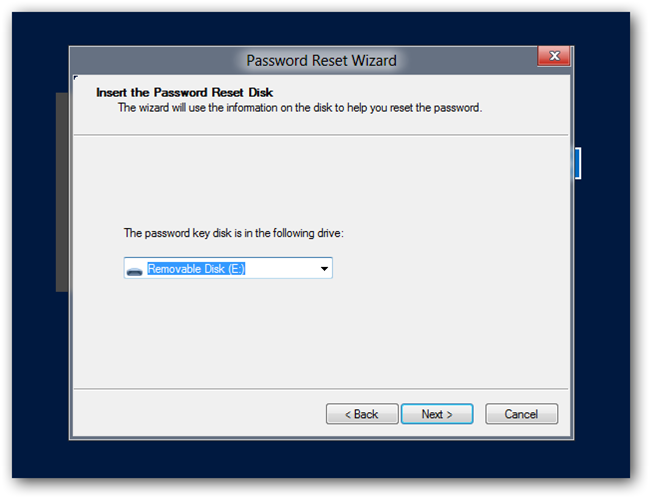 Password Reset Wizard
Insert the Password Reset Disk
The wizard will use the information on the disk to help you reset the password.
The password key disk is in the following drive:
Removable Disk (E:)
< Back
Next >
Cancel